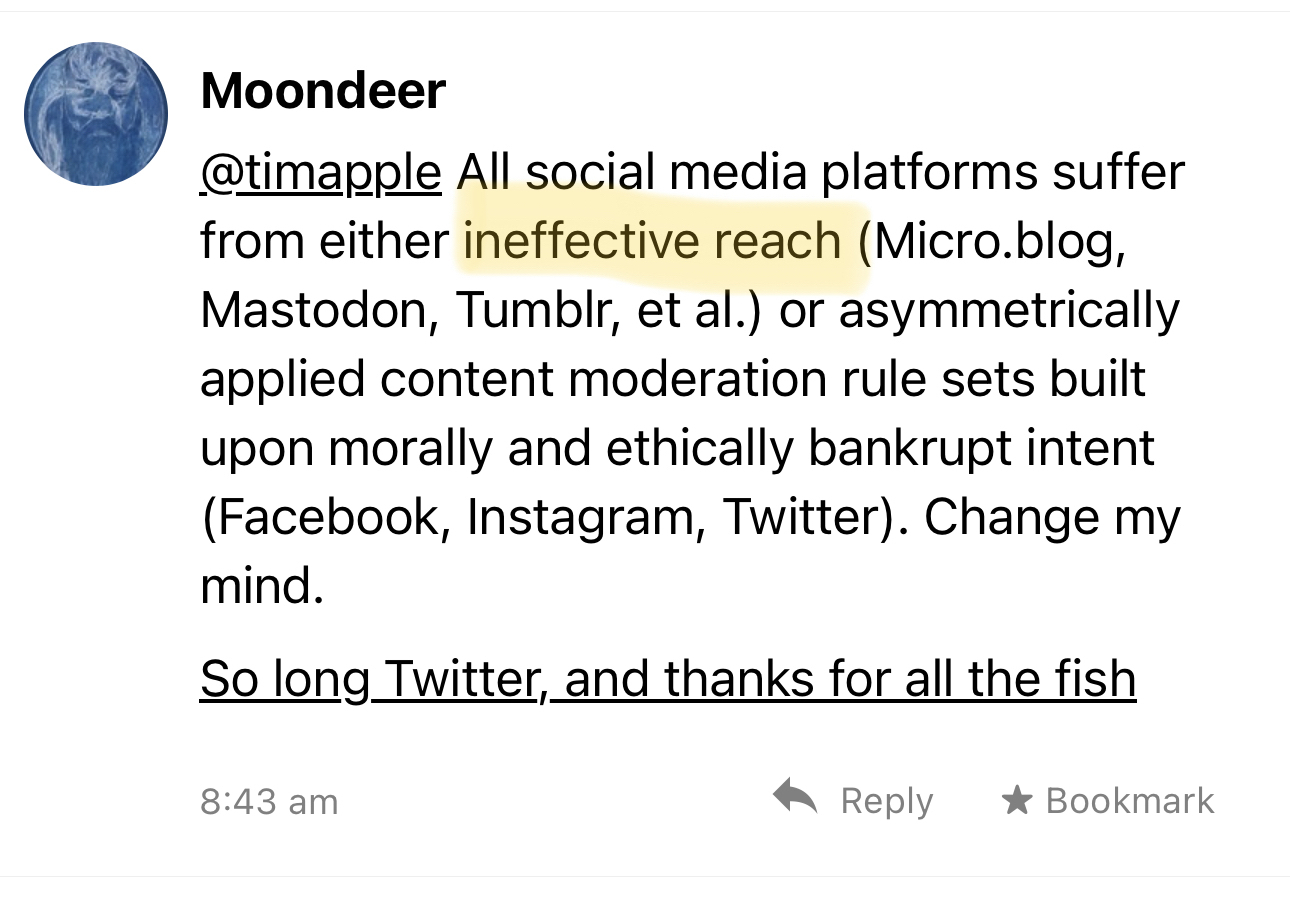 Moondeer
@timapple All social media platforms suffer
from either ineffective reach (Micro.blog,
Mastodon, Tumblr, et al.) or asymmetrically
applied content moderation rule sets built
upon morally and ethically bankrupt intent
(Facebook, Instagram, Twitter). Change my
mind.
So long Twitter, and thanks for all the fish
8:43 am Reply Bookmark